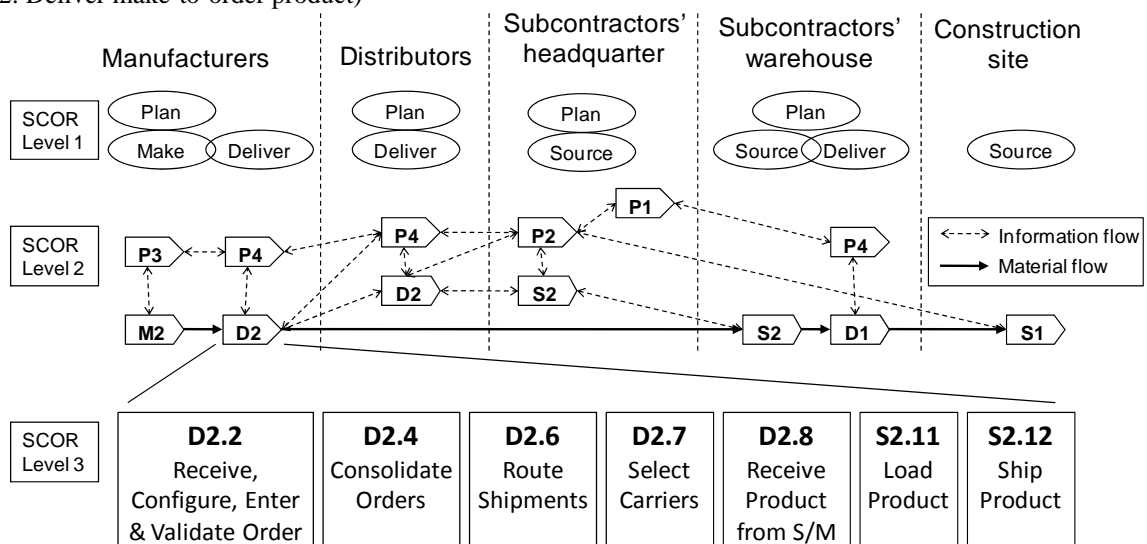 2: Deliver make-to-order product)
Manufacturers
Distributors
Subcontractors’
headquarter
Subcontractors’
warehouse
Construction
site
SCOR
Level 1
Plan
Make
Deliver
Plan
Deliver
Plan
Source
Plan
Source
Deliver
Source
SCOR
Level 2
P3
P4
M2
D2
P4
D2
P2
S2
P1
P4
S2
D1
S1
Information flow
Material flow
SCOR
Level 3
D2.2
Receive,
Configure, Enter
& Validate Order
D2.4
Consolidate
Orders
D2.6
Route
Shipments
D2.7
Select
Carriers
D2.8
Receive
Product
from S/M
S2.11
Load
Product
S2.12
Ship
Product